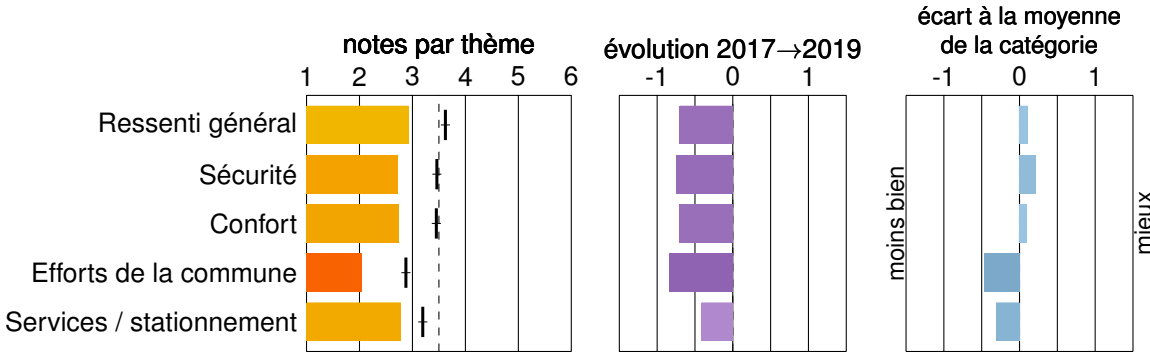 notes par thème
évolution 2017→2019
écart à la moyenne
de la catégorie
1 2 3 4 5 6
-1 0 1
-1 0 1
Ressenti général
Sécurité
Confort
Efforts de la commune
Services / stationnement
moins bien
mieux